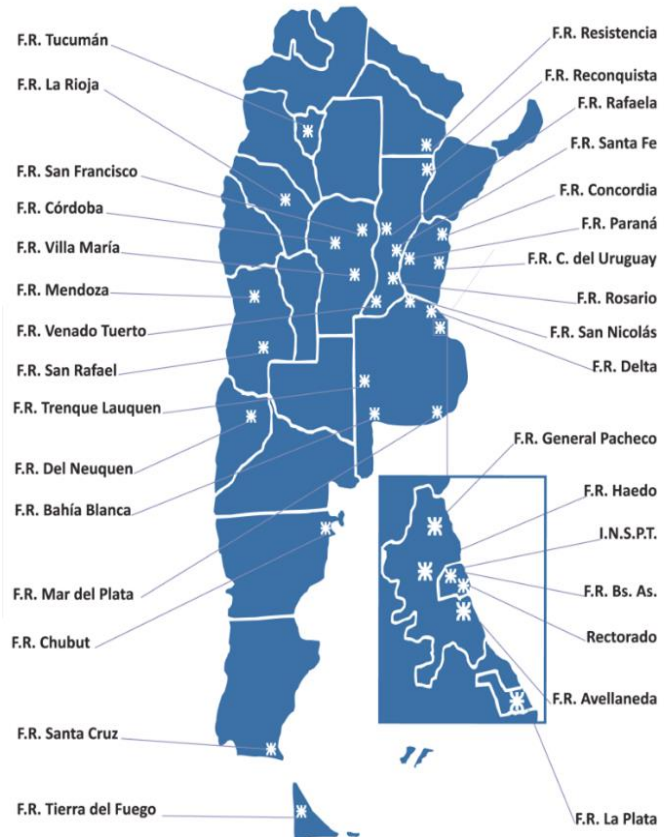 F.R. Tucumán
F.R. La Rioja
F.R. San Francisco
F.R. Córdoba
F.R. Villa María
F.R. Mendoza
F.R. Venado Tuerto
F.R. San Rafael
F.R. Trenque Lauquen
F.R. Del Neuquen
F.R. Bahía Blanca
F.R. Mar del Plata
F.R. Chubut
F.R. Santa Cruz
F.R. Tierra del Fuego
F.R. Resistencia
F.R. Reconquista
F.R. Rafaela
F.R. Santa Fe
F.R. Concordia
F.R. Paraná
F.R. C. del Uruguay
F.R. Rosario
F.R. San Nicolás
F.R. Delta
F.R. General Pacheco
F.R. Haedo
I.N.S.P.T.
F.R. Bs. As.
Rectorado
F.R. Avellaneda
F.R. La Plata